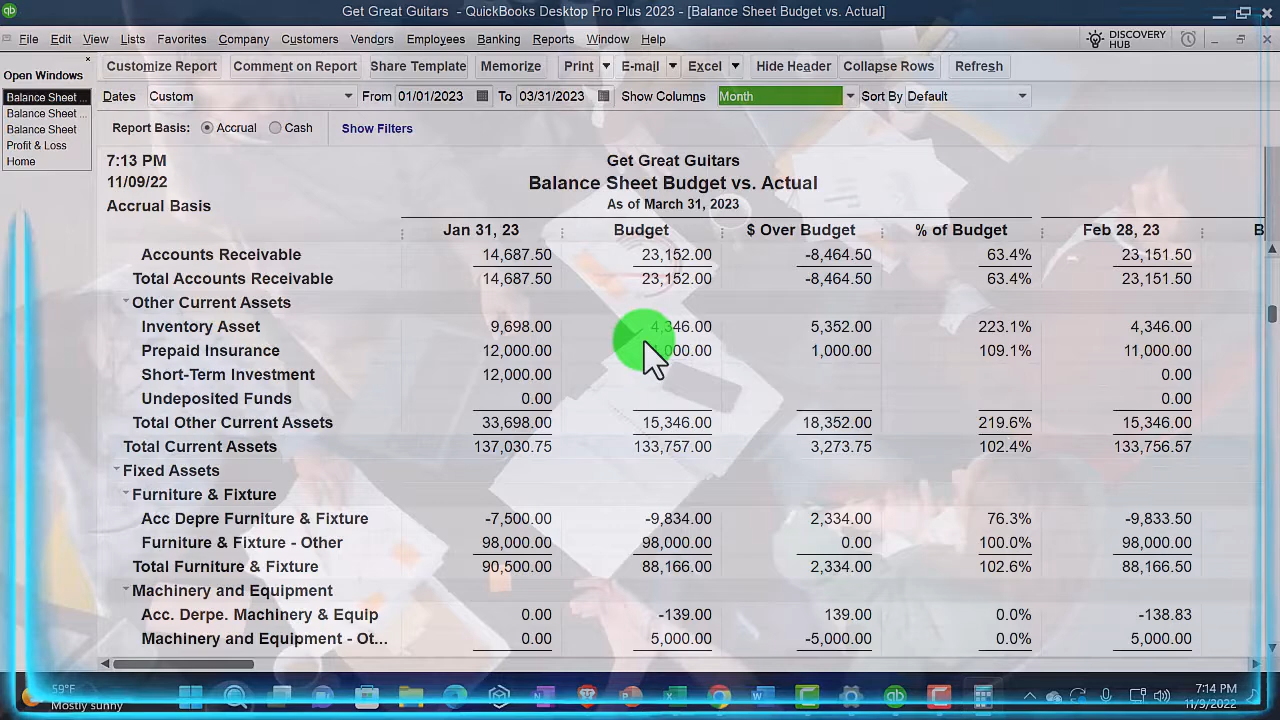 Get Great Guitars - QuickBooks Desktop Pro Plus 2023 - [Balance Sheet Budget vs. Actual]
File Edit View Lists Favorites Company Customers Vendors Employees Banking Reports Window Help DISCOVERY HUB
Open Windows
Balance Sheet ...
Balance Sheet ...
Balance Sheet
Profit & Loss
Home
Customize Report Comment on Report Share Template Memorize Print E-mail Excel Hide Header Collapse Rows Refresh
Dates Custom From 01/01/2023 To 03/31/2023 Show Columns Month Sort By Default
Report Basis: Accrual Cash Show Filters
7:13 PM Get Great Guitars
11/09/22 Balance Sheet Budget vs. Actual
Accrual Basis As of March 31, 2023
Jan 31, 23 Budget $ Over Budget % of Budget Feb 28, 23 B
Accounts Receivable 14,687.50 23,152.00 -8,464.50 63.4% 23,151.50
Total Accounts Receivable 14,687.50 23,152.00 -8,464.50 63.4% 23,151.50
Other Current Assets
Inventory Asset 9,698.00 4,346.00 5,352.00 223.1% 4,346.00
Prepaid Insurance 12,000.00 000.00 1,000.00 109.1% 11,000.00
Short-Term Investment 12,000.00 0.00
Undeposited Funds 0.00 0.00
Total Other Current Assets 33,698.00 15,346.00 18,352.00 219.6% 15,346.00
Total Current Assets 137,030.75 133,757.00 3,273.75 102.4% 133,756.57
Fixed Assets
Furniture & Fixture
Acc Depre Furniture & Fixture -7,500.00 -9,834.00 2,334.00 76.3% -9,833.50
Furniture & Fixture - Other 98,000.00 98,000.00 0.00 100.0% 98,000.00
Total Furniture & Fixture 90,500.00 88,166.00 2,334.00 102.6% 88,166.50
Machinery and Equipment
Acc. Derpe. Machinery & Equip 0.00 -139.00 139.00 0.0% -138.83
Machinery and Equipment - Ot... 0.00 5,000.00 -5,000.00 0.0% 5,000.00
59°F
Mostly sunny
7:14 PM
11/9/2022